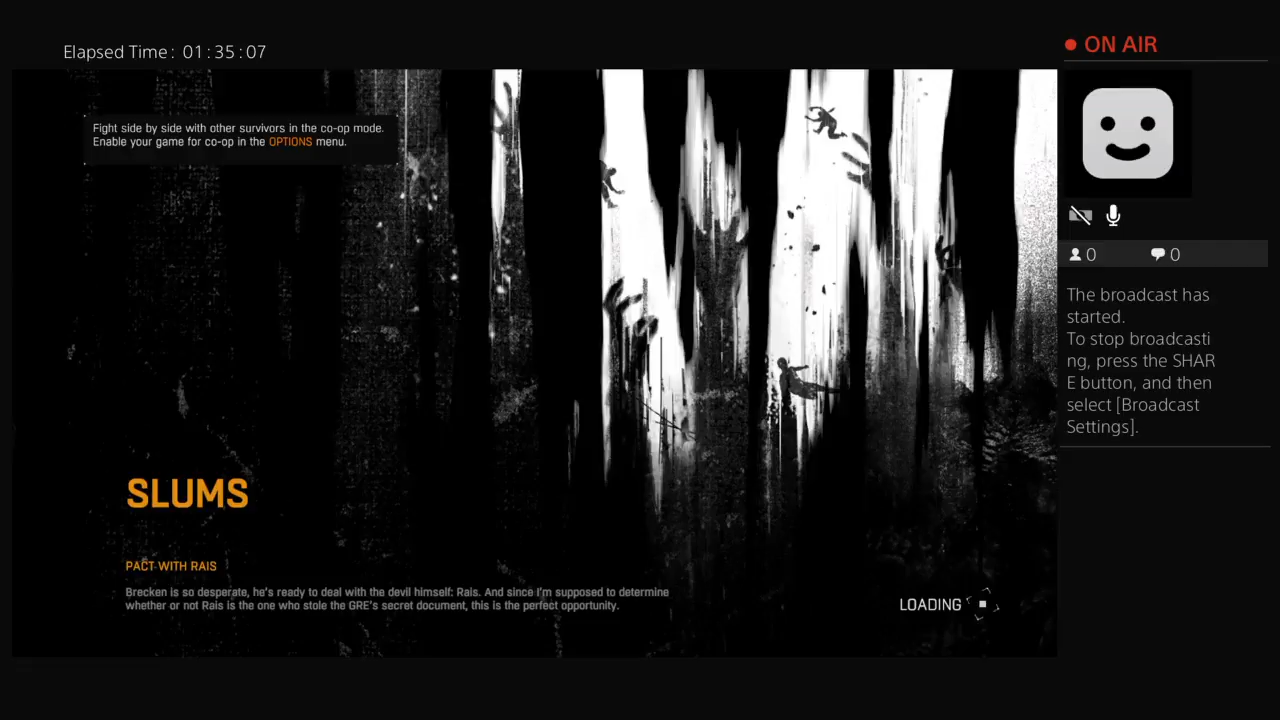 Elapsed Time: 01:35:07
ON AIR
Fight side by side with other survivors in the co-op mode.
Enable your game for co-op in the OPTIONS menu.
0
0
The broadcast has
started.
To stop broadcasti
ng, press the SHAR
E button, and then
select [Broadcast
Settings].
SLUMS
PACT WITH RAIS
Brecken is so desperate, he's ready to deal with the devil himself: Rais. And since I'm supposed to determine
whether or not Rais is the one who stole the GRE's secret document, this is the perfect opportunity.
LOADING